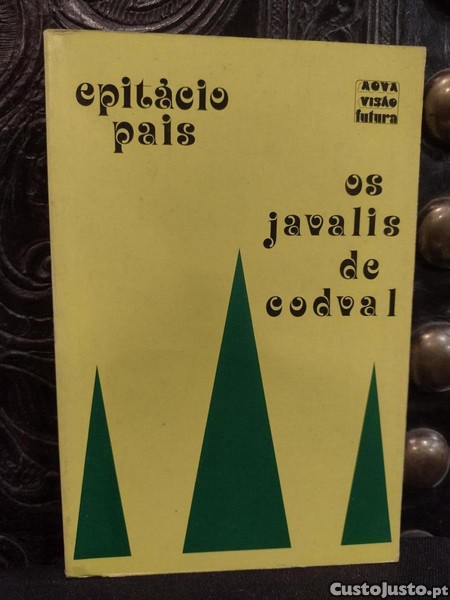 epitácio
pais
nova
visão
futura
os
javalis
de
codval
CustoJusto.pt